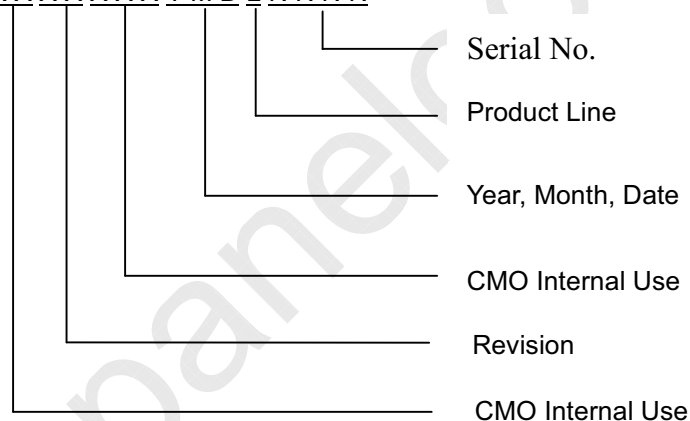 Serial No.
Product Line
Year, Month, Date
CMO Internal Use
Revision
CMO Internal Use